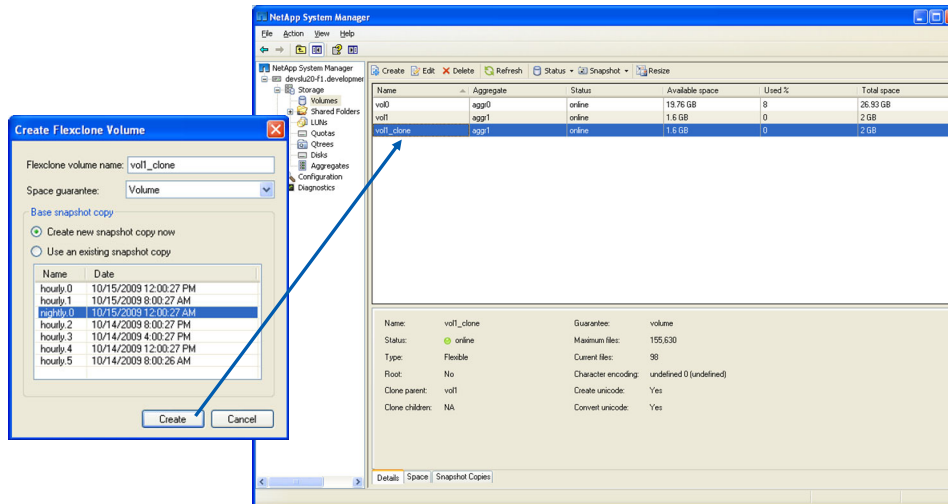 NetApp System Manager
File Action View Help
NetApp System Manager
devslu20-f1.developmer
Storage
Volumes
Shared Folders
LUNs
Quotas
Qtrees
Disks
Aggregates
Configuration
Diagnostics
Create Edit Delete Refresh Status Snapshot Resize
Name Aggregate Status Available space Used % Total space
vol0 aggr0 online 19.76 GB 8 26.93 GB
vol1 aggr1 online 1.6 GB 0 2 GB
vol1_clone aggr1 online 1.6 GB 0 2 GB
Create Flexclone Volume
Flexclone volume name: vol1_clone
Space guarantee: Volume
Base snapshot copy
Create new snapshot copy now
Use an existing snapshot copy
Name Date
hourly.0 10/15/2009 12:00:27 PM
hourly.1 10/15/2009 8:00:27 AM
nightly.0 10/15/2009 12:00:27 AM
hourly.2 10/14/2009 8:00:27 PM
hourly.3 10/14/2009 4:00:27 PM
hourly.4 10/14/2009 12:00:27 PM
hourly.5 10/14/2009 8:00:26 AM
Create Cancel
Name: vol1_clone Guarantee: volume
Status: online Maximum files: 155,630
Type: Flexible Current files: 98
Root: No Character encoding: undefined 0 (undefined)
Clone parent: vol1 Create unicode: Yes
Clone children: NA Convert unicode: Yes
Details Space Snapshot Copies